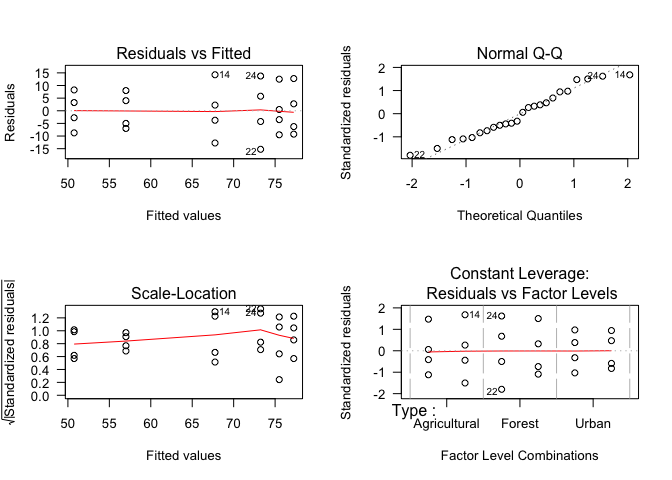 Residuals vs Fitted
Residuals
15
10
5
0
-5
-10
-15
14
24
22
50 55 60 65 70 75
Fitted values
Normal Q-Q
Standardized residuals
2
1
0
-1
24
14
22
-2 -1 0 1 2
Theoretical Quantiles
Scale-Location
√|Standardized residuals|
1.2
1.0
0.8
0.6
0.4
0.2
0.0
14
22
24
50 55 60 65 70 75
Fitted values
Constant Leverage:
Residuals vs Factor Levels
Standardized residuals
2
1
0
-1
-2
14
24
22
Type :
Agricultural Forest Urban
Factor Level Combinations